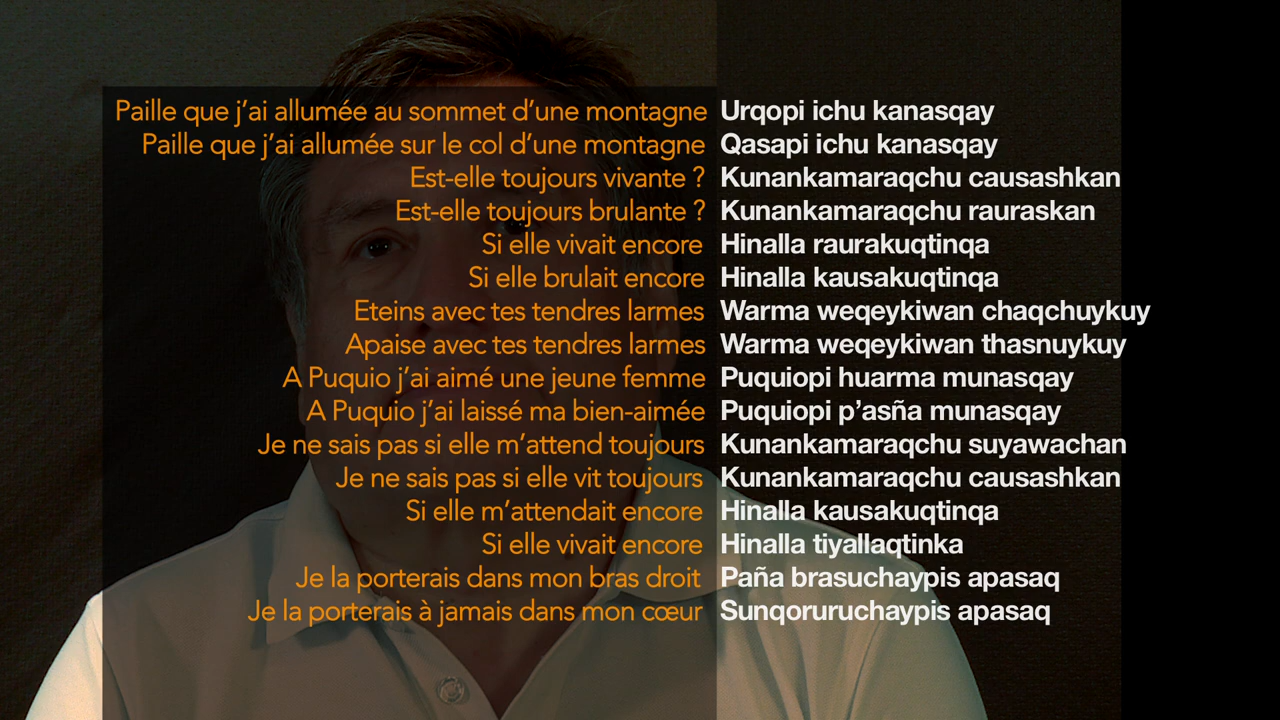 Paille que j’ai allumée au sommet d’une montagne Urqopi ichu kanasqay
Paille que j’ai allumée sur le col d’une montagne Qasapi ichu kanasqay
Est-elle toujours vivante ? Kunankamaraqchu causashkan
Est-elle toujours brulante ? Kunankamaraqchu rauraskan
Si elle vivait encore Hinalla raurakuqtinqa
Si elle brulait encore Hinalla kausakuqtinqa
Eteins avec tes tendres larmes Warma weqeykiwan chaqchuykuy
Apaise avec tes tendres larmes Warma weqeykiwan thasnuykuy
A Puquio j’ai aimé une jeune femme Puquiopi huarma munasqay
A Puquio j’ai laissé ma bien-aimée Puquiopi p’asña munasqay
Je ne sais pas si elle m’attend toujours Kunankamaraqchu suyawachan
Je ne sais pas si elle vit toujours Kunankamaraqchu causashkan
Si elle m’attendait encore Hinalla kausakuqtinqa
Si elle vivait encore Hinalla tiyallaqtinka
Je la porterais dans mon bras droit Paña brasuchaypis apasaq
Je la porterais à jamais dans mon cœur Sunqoruruchaypis apasaq